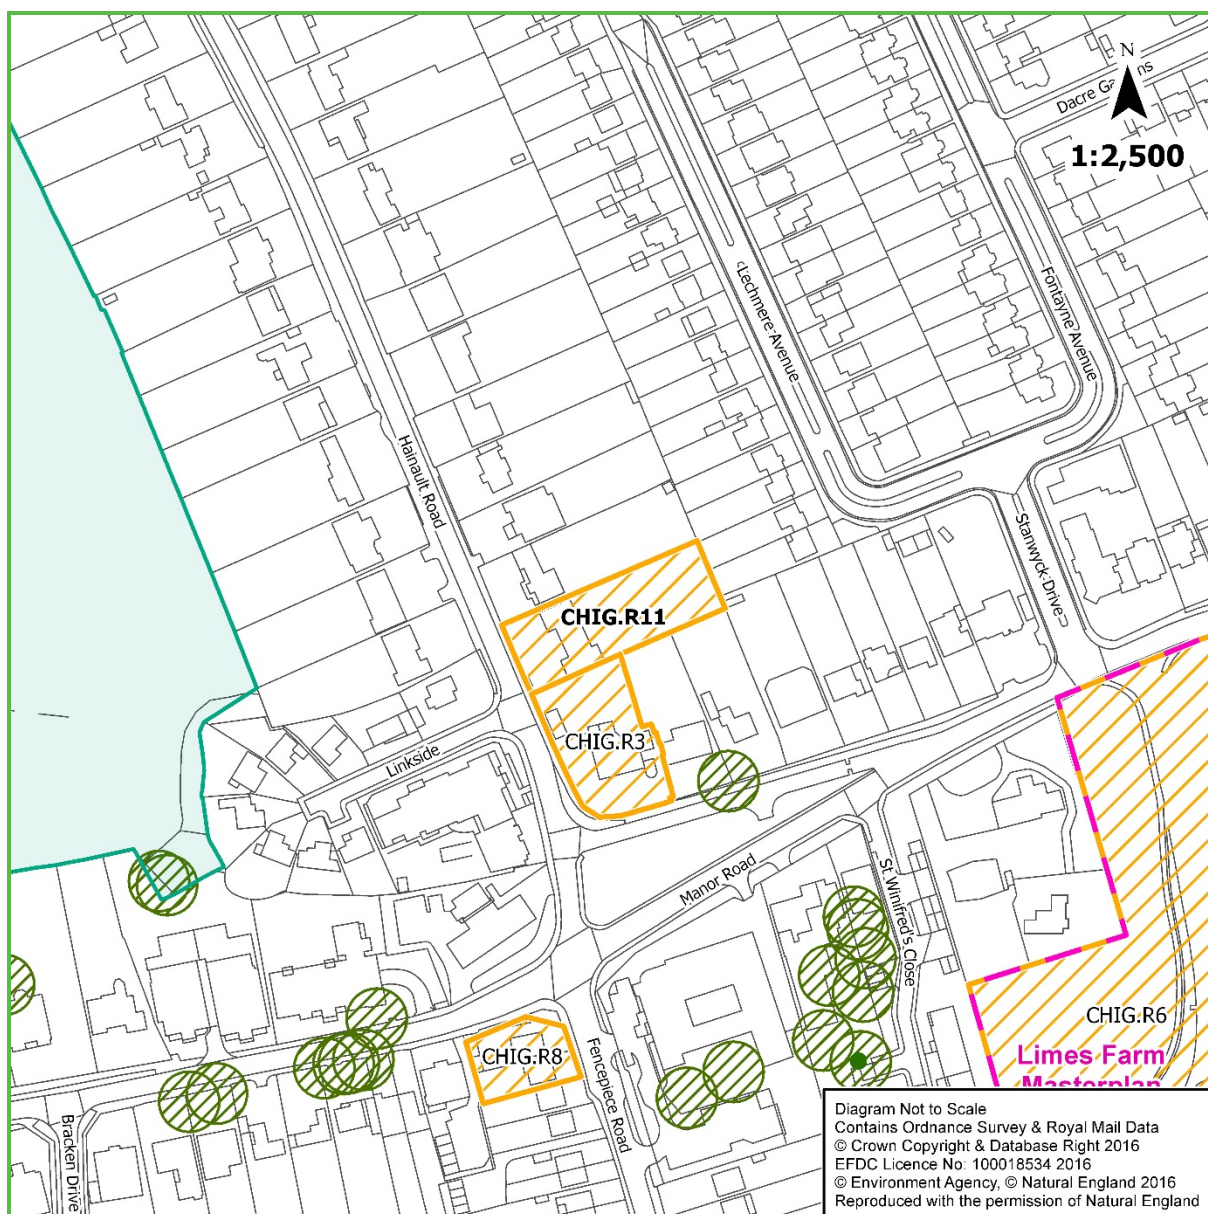 N
Dacre Gardens
1:2,500
Lechmere Avenue
Fontayne Avenue
Hainault Road
Stanwyck Drive
CHIG.R11
CHIG.R3
Linkside
Manor Road
St Winifred's Close
CHIG.R6
CHIG.R8
Limes Farm
Masterplan
Fencepiece Road
Bracken Drive
Diagram Not to Scale
Contains Ordnance Survey & Royal Mail Data
© Crown Copyright & Database Right 2016
EFDC Licence No: 100018534 2016
© Environment Agency, © Natural England 2016
Reproduced with the permission of Natural England